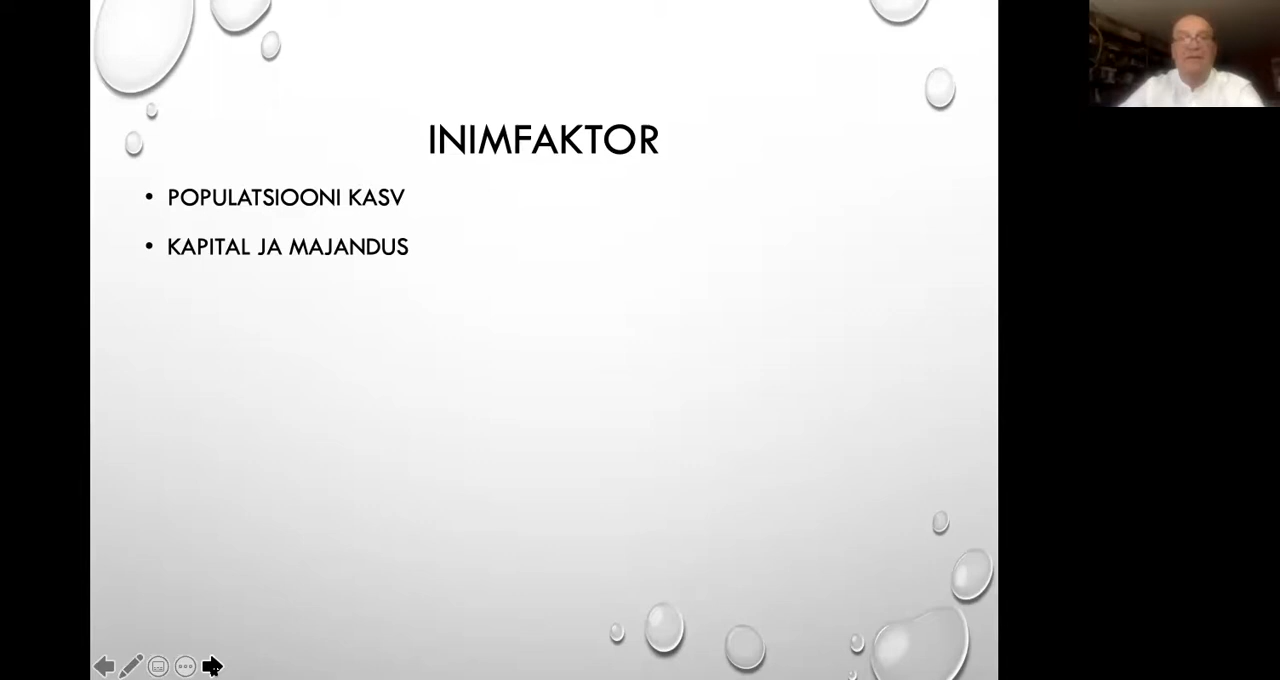 INIMFAKTOR
• POPULATSIOONI KASV
• KAPITAL JA MAJANDUS